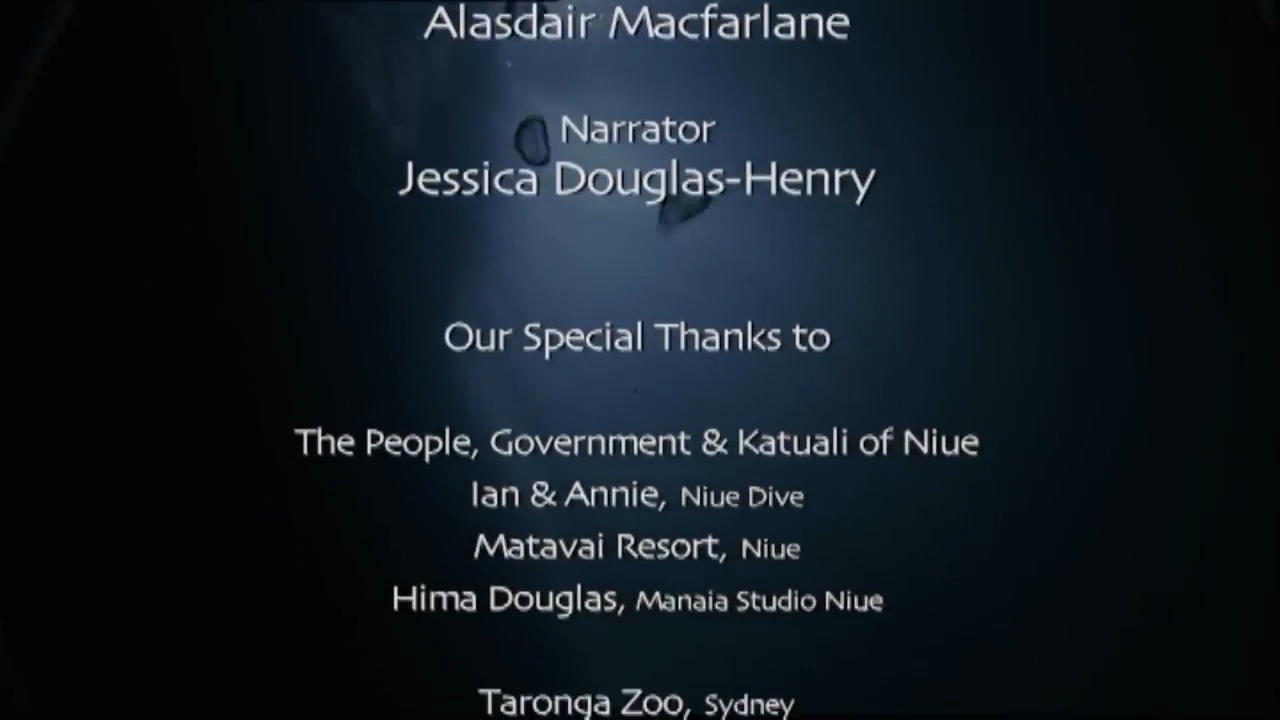 Alasdair Macfarlane
Narrator
Jessica Douglas-Henry
Our Special Thanks to
The People, Government & Katuali of Niue
Ian & Annie, Niue Dive
Matavai Resort, Niue
Hima Douglas, Manaia Studio Niue
Taronga Zoo, Sydney